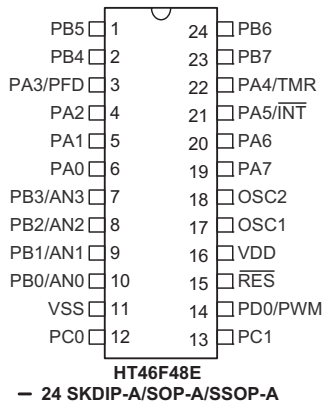 PB5 1 24 PB6
PB4 2 23 PB7
PA3/PFD 3 22 PA4/TMR
PA2 4 21 PA5/I̅N̅T̅
PA1 5 20 PA6
PA0 6 19 PA7
PB3/AN3 7 18 OSC2
PB2/AN2 8 17 OSC1
PB1/AN1 9 16 VDD
PB0/AN0 10 15 R̅E̅S̅
VSS 11 14 PD0/PWM
PC0 12 13 PC1
HT46F48E
– 24 SKDIP-A/SOP-A/SSOP-A